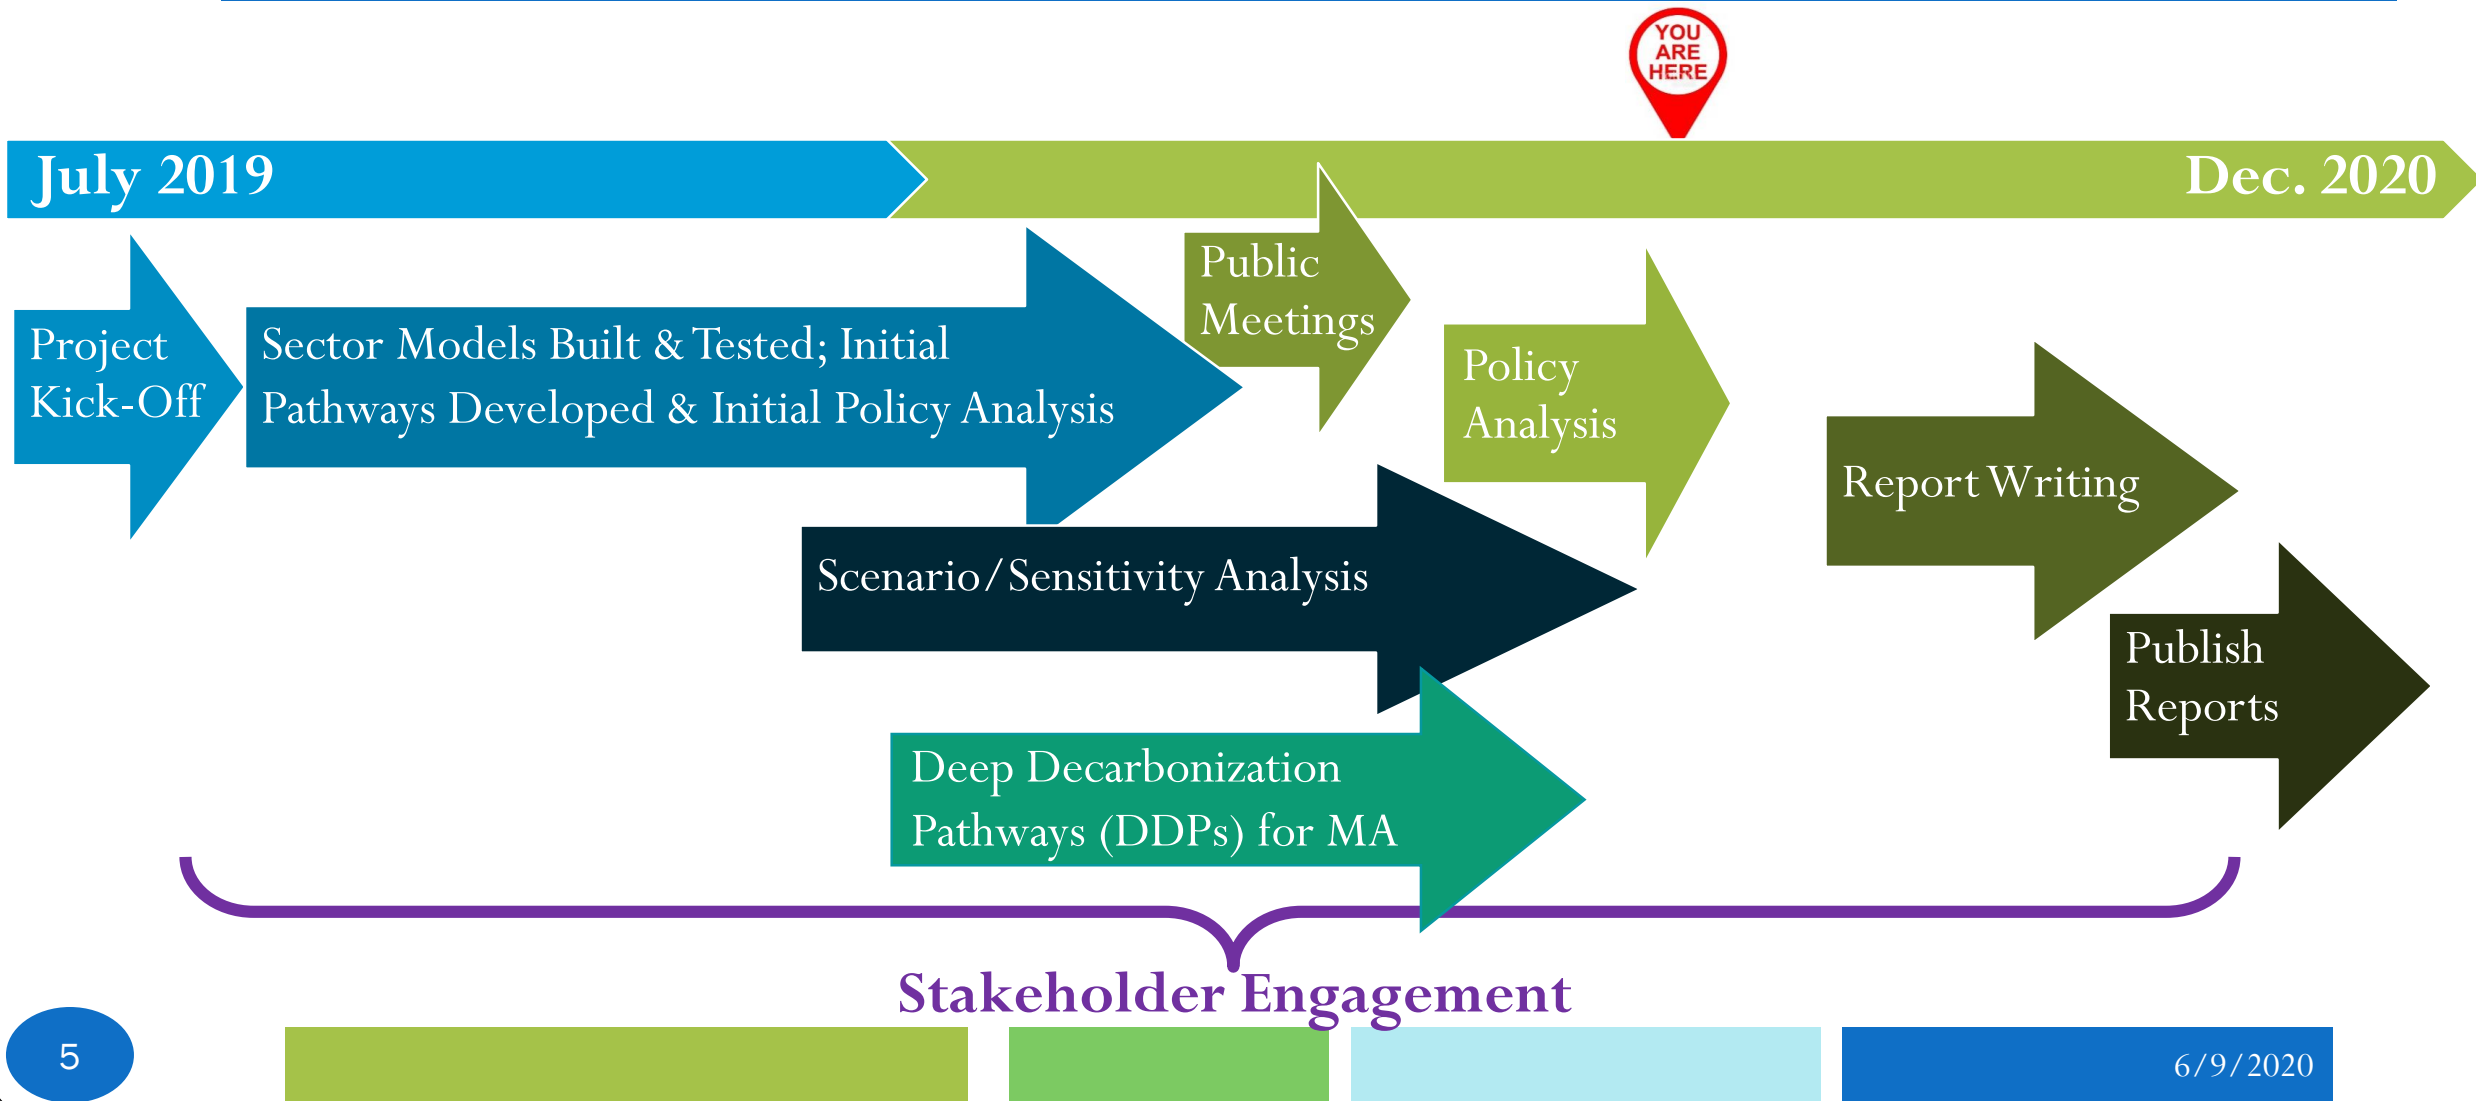 YOU
ARE
HERE
July 2019
Dec. 2020
Project
Kick-Off
Sector Models Built & Tested; Initial
Pathways Developed & Initial Policy Analysis
Public
Meetings
Policy
Analysis
Scenario/Sensitivity Analysis
Report Writing
Publish
Reports
Deep Decarbonization
Pathways (DDPs) for MA
Stakeholder Engagement
5
6/9/2020